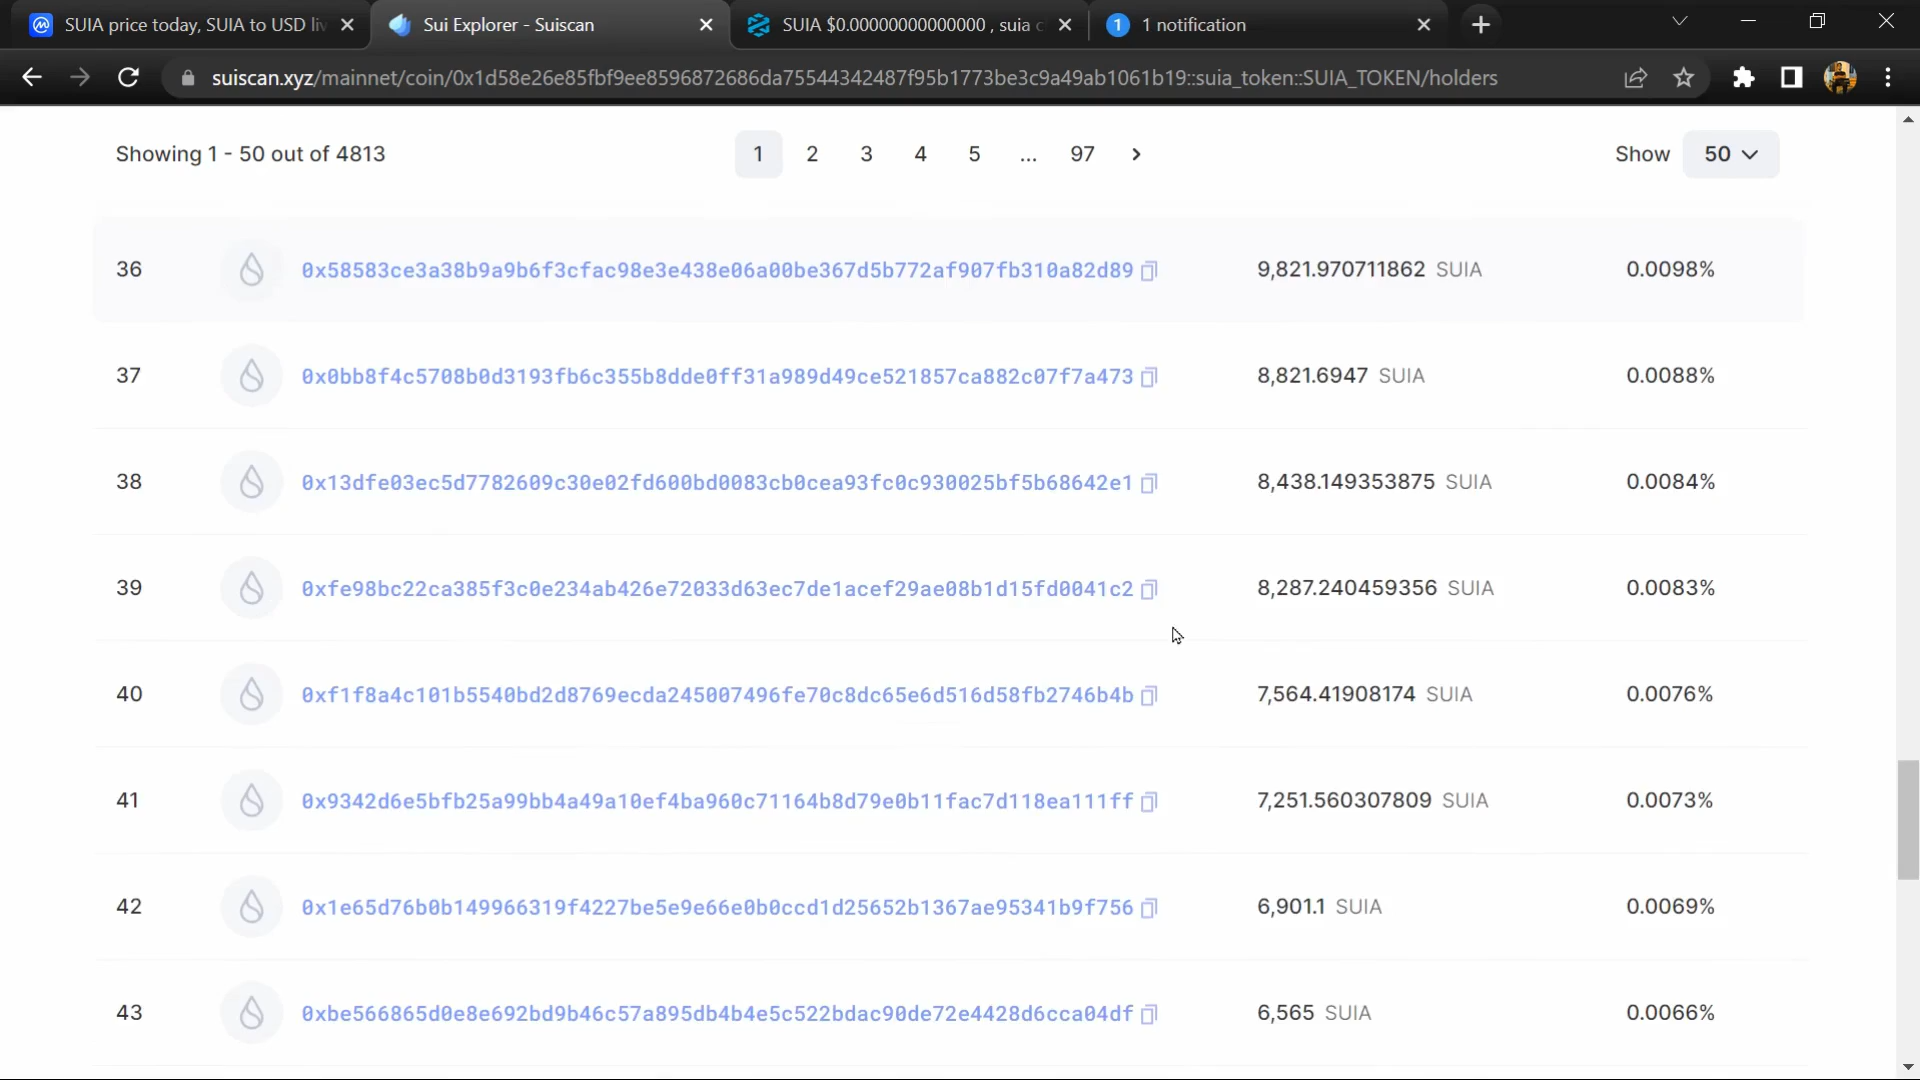 SUIA price today, SUIA to USD liv
Sui Explorer - Suiscan
SUIA $0.00000000000000 , suia c
1 1 notification
suiscan.xyz/mainnet/coin/0x1d58e26e85fbf9ee8596872686da75544342487f95b1773be3c9a49ab1061b19::suia_token::SUIA_TOKEN/holders
Showing 1 - 50 out of 4813
1 2 3 4 5 ... 97
Show 50
36 0x58583ce3a38b9a9b6f3cfac98e3e438e06a00be367d5b772af907fb310a82d89 9,821.970711862 SUIA 0.0098%
37 0x0bb8f4c5708b0d3193fb6c355b8dde0ff31a989d49ce521857ca882c07f7a473 8,821.6947 SUIA 0.0088%
38 0x13dfe03ec5d7782609c30e02fd600bd0083cb0cea93fc0c930025bf5b68642e1 8,438.149353875 SUIA 0.0084%
39 0xfe98bc22ca385f3c0e234ab426e72033d63ec7de1acef29ae08b1d15fd0041c2 8,287.240459356 SUIA 0.0083%
40 0xf1f8a4c101b5540bd2d8769ecda245007496fe70c8dc65e6d516d58fb2746b4b 7,564.41908174 SUIA 0.0076%
41 0x9342d6e5bfb25a99bb4a49a10ef4ba960c71164b8d79e0b11fac7d118ea111ff 7,251.560307809 SUIA 0.0073%
42 0x1e65d76b0b149966319f4227be5e9e66e0b0ccd1d25652b1367ae95341b9f756 6,901.1 SUIA 0.0069%
43 0xbe566865d0e8e692bd9b46c57a895db4b4e5c522bdac90de72e4428d6cca04df 6,565 SUIA 0.0066%